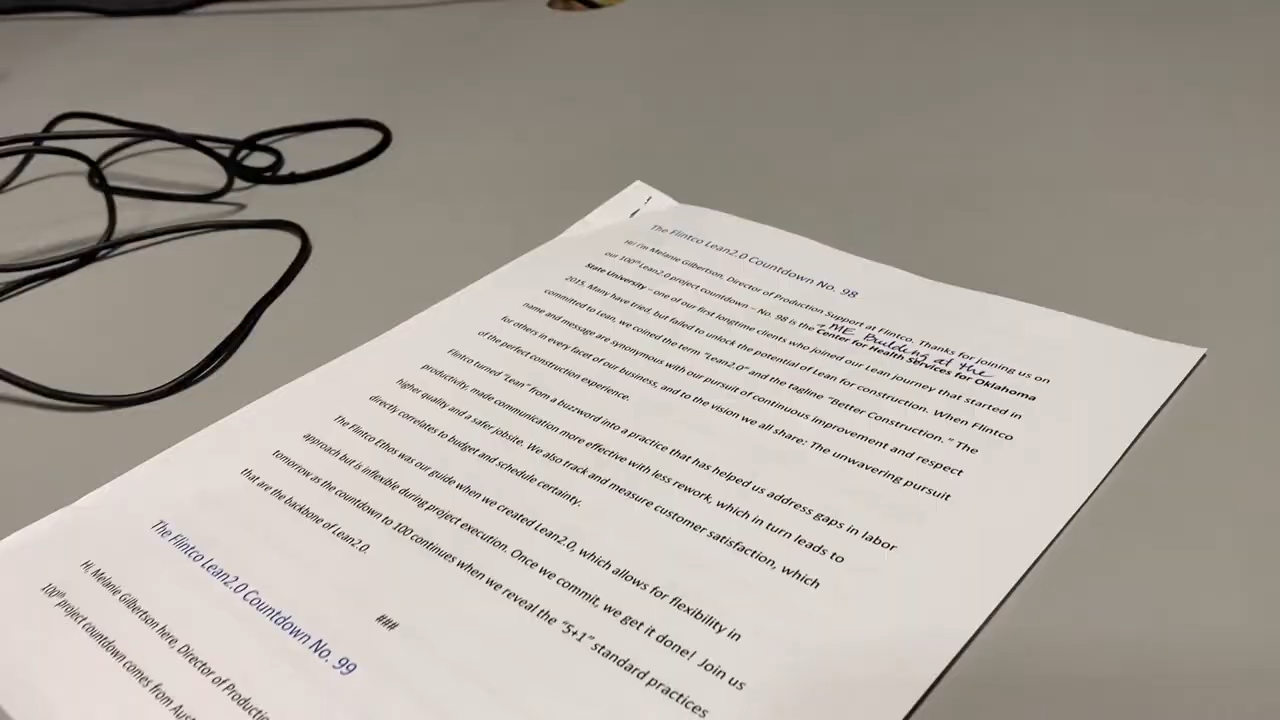 The Flintco Lean2.0 Countdown No. 98
Hi I'm Melanie Gilbertson, Director of Production Support at Flintco. Thanks for joining us on
ME Building at the
our 100th Lean2.0 project countdown – No. 98 is the Center for Health Services for Oklahoma
State University – one of our first longtime clients who joined our Lean journey that started in
2015. Many have tried, but failed to unlock the potential of Lean for construction. When Flintco
committed to Lean, we coined the term "Lean2.0" and the tagline "Better Construction." The
name and message are synonymous with our pursuit of continuous improvement and respect
for others in every facet of our business, and to the vision we all share: The unwavering pursuit
of the perfect construction experience.
Flintco turned "Lean" from a buzzword into a practice that has helped us address gaps in labor
productivity, made communication more effective with less rework, which in turn leads to
higher quality and a safer jobsite. We also track and measure customer satisfaction, which
directly correlates to budget and schedule certainty.
The Flintco Ethos was our guide when we created Lean2.0, which allows for flexibility in
approach but is inflexible during project execution. Once we commit, we get it done! Join us
tomorrow as the countdown to 100 continues when we reveal the "5+1" standard practices
that are the backbone of Lean2.0.
###
The Flintco Lean2.0 Countdown No. 99
Hi, Melanie Gilbertson here, Director of Productio
100th project countdown comes from Aust